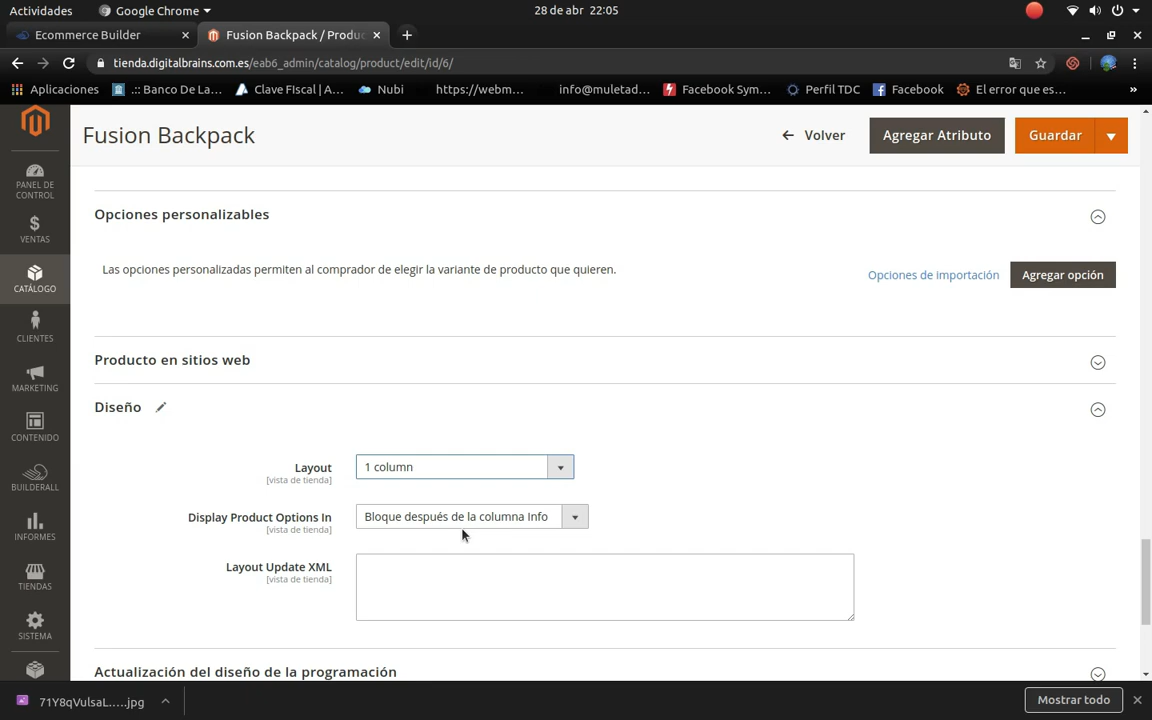 Actividades
Google Chrome
28 de abr 22:05
Ecommerce Builder
Fusion Backpack / Produc
tienda.digitalbrains.com.es/eab6_admin/catalog/product/edit/id/6/
Aplicaciones
.:: Banco De La...
Clave FIscal | A...
Nubi
https://webm...
info@muletad...
Facebook Sym...
Perfil TDC
Facebook
El error que es...
»
Fusion Backpack
Volver
Agregar Atributo
Guardar
PANEL DE
CONTROL
VENTAS
CATÁLOGO
CLIENTES
MARKETING
CONTENIDO
BUILDERALL
INFORMES
TIENDAS
SISTEMA
Opciones personalizables
Las opciones personalizadas permiten al comprador de elegir la variante de producto que quieren.
Opciones de importación
Agregar opción
Producto en sitios web
Diseño
Layout
[vista de tienda]
1 column
Display Product Options In
[vista de tienda]
Bloque después de la columna Info
Layout Update XML
[vista de tienda]
Actualización del diseño de la programación
71Y8qVulsaL.....jpg
Mostrar todo